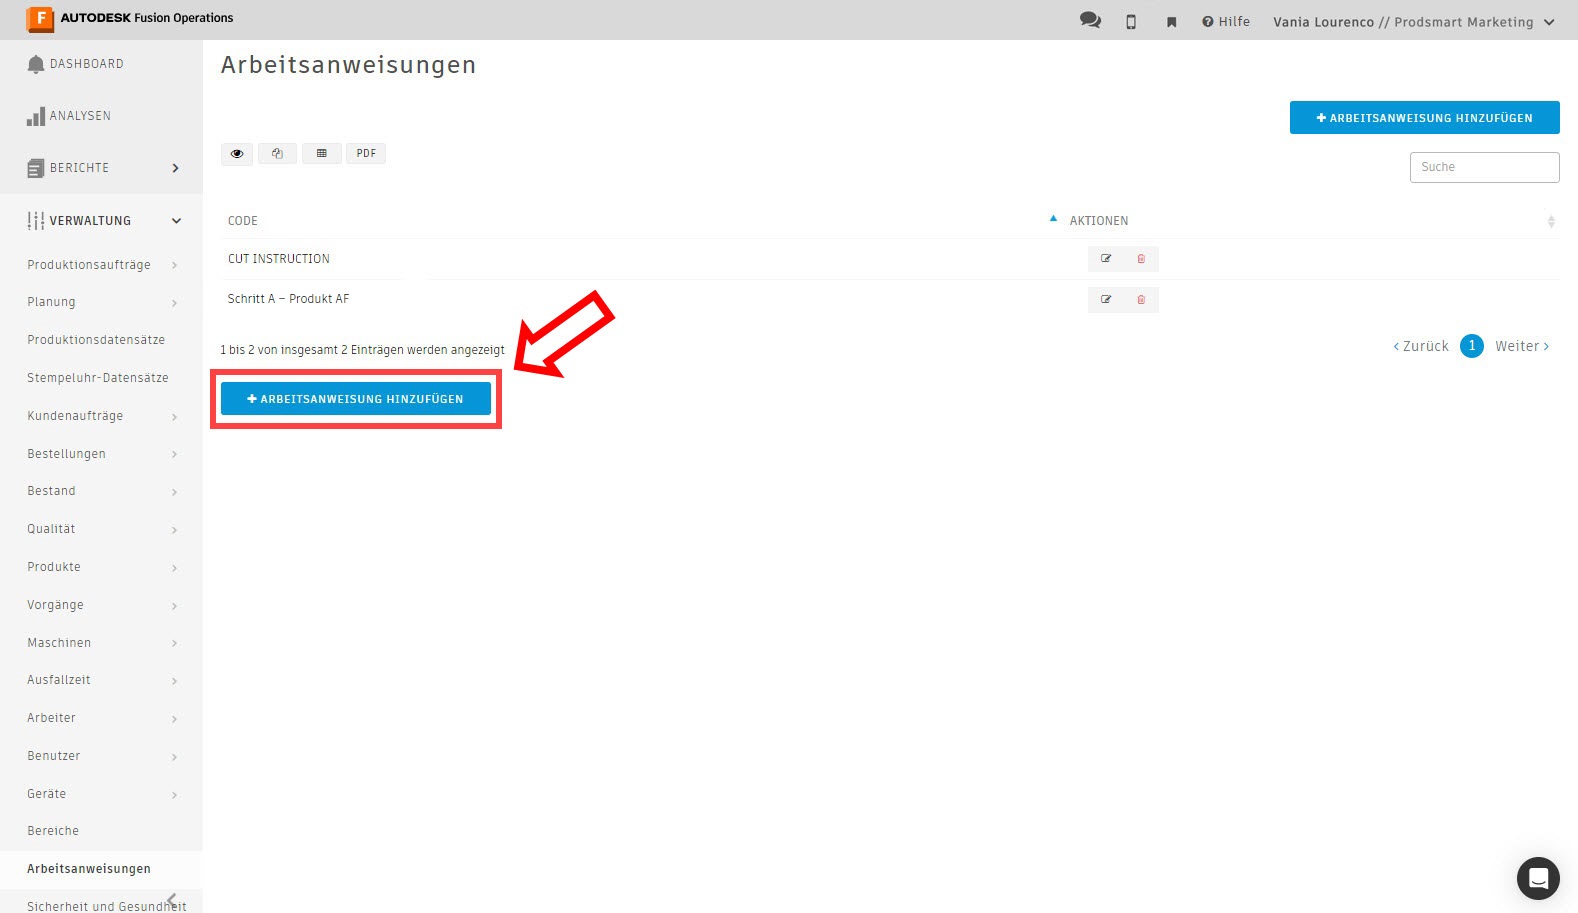 AUTODESK Fusion Operations
Hilfe
Vania Lourenco // Prodsmart Marketing
DASHBOARD
ANALYSEN
BERICHTE
VERWALTUNG
Produktionsaufträge
Planung
Produktionsdatensätze
Stempeluhr-Datensätze
Kundenaufträge
Bestellungen
Bestand
Qualität
Produkte
Vorgänge
Maschinen
Ausfallzeit
Arbeiter
Benutzer
Geräte
Bereiche
Arbeitsanweisungen
Sicherheit und Gesundheit
Arbeitsanweisungen
+ ARBEITSANWEISUNG HINZUFÜGEN
PDF
Suche
CODE AKTIONEN
CUT INSTRUCTION
Schritt A – Produkt AF
1 bis 2 von insgesamt 2 Einträgen werden angezeigt
< Zurück 1 Weiter >
+ ARBEITSANWEISUNG HINZUFÜGEN